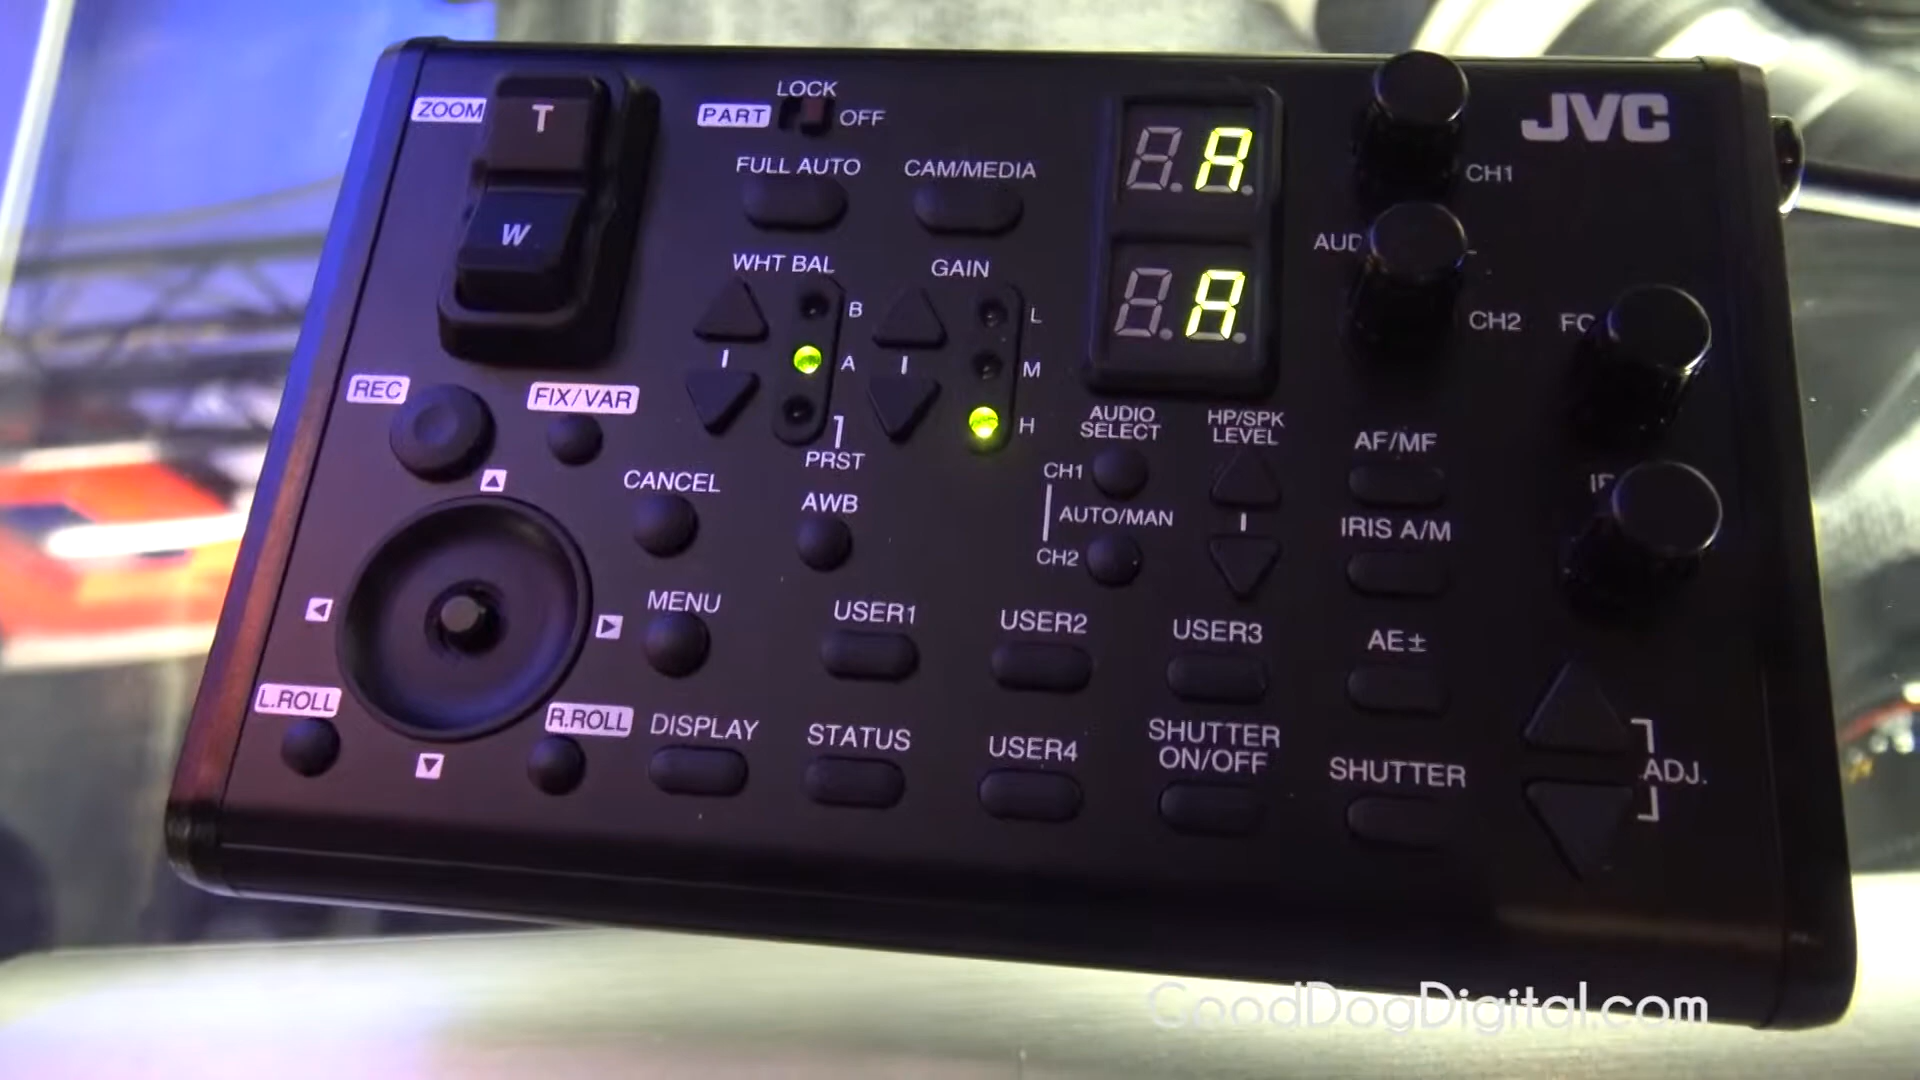 ZOOM
T
W
LOCK
PART
OFF
JVC
FULL AUTO
CAM/MEDIA
A
CH1
WHT BAL
GAIN
B
L
A
M
H
PRST
A
CH2
REC
FIX/VAR
AUDIO
SELECT
HP/SPK
LEVEL
AF/MF
CANCEL
AWB
CH1
AUTO/MAN
CH2
IRIS A/M
MENU
USER1
USER2
USER3
AE±
L.ROLL
R.ROLL
DISPLAY
STATUS
USER4
SHUTTER
ON/OFF
SHUTTER
ADJ.
GoodDogDigital.com